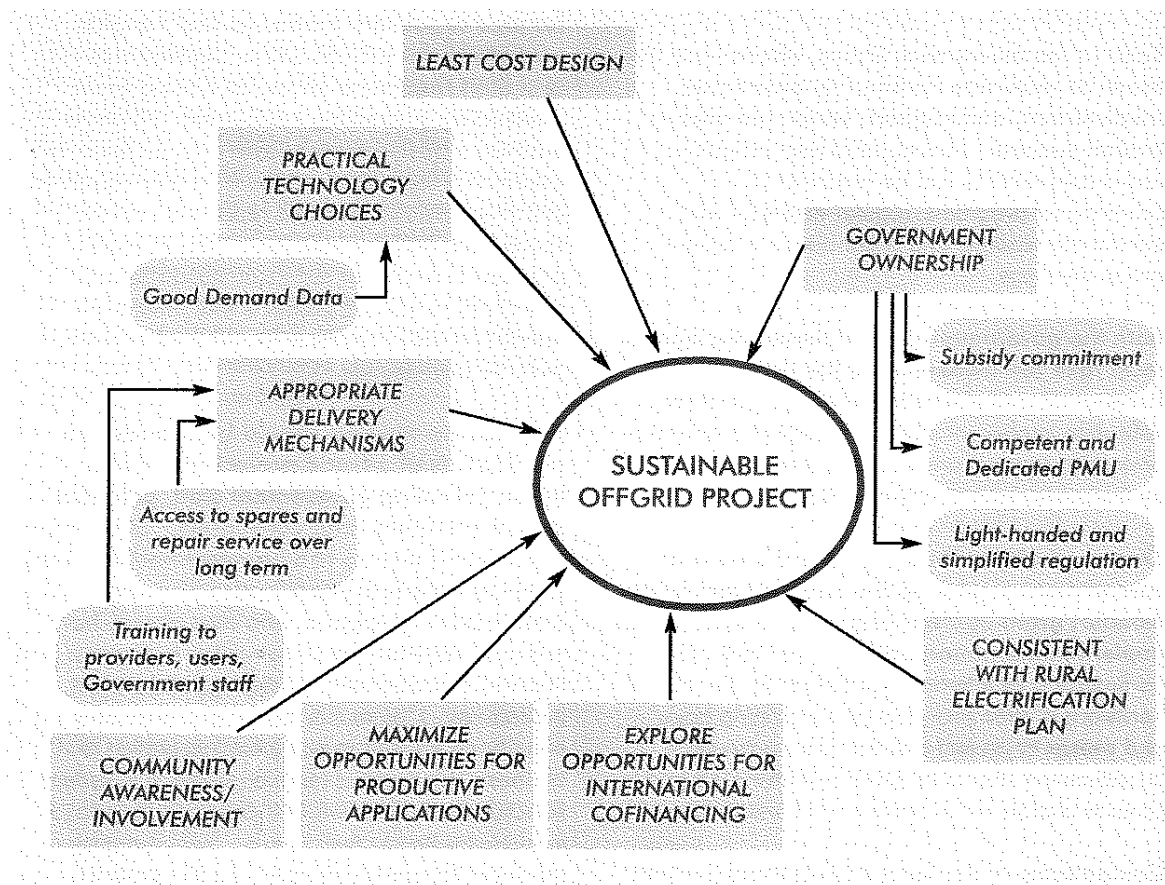 LEAST COST DESIGN
PRACTICAL
TECHNOLOGY
CHOICES
GOVERNMENT
OWNERSHIP
Good Demand Data
Subsidy commitment
APPROPRIATE
DELIVERY
MECHANISMS
Competent and
Dedicated PMU
SUSTAINABLE
OFFGRID PROJECT
Access to spares and
repair service over
long term
Light-handed and
simplified regulation
Training to
providers, users,
Government staff
CONSISTENT
WITH RURAL
ELECTRIFICATION
PLAN
COMMUNITY
AWARENESS/
INVOLVEMENT
MAXIMIZE
OPPORTUNITIES FOR
PRODUCTIVE
APPLICATIONS
EXPLORE
OPPORTUNITIES FOR
INTERNATIONAL
COFINANCING